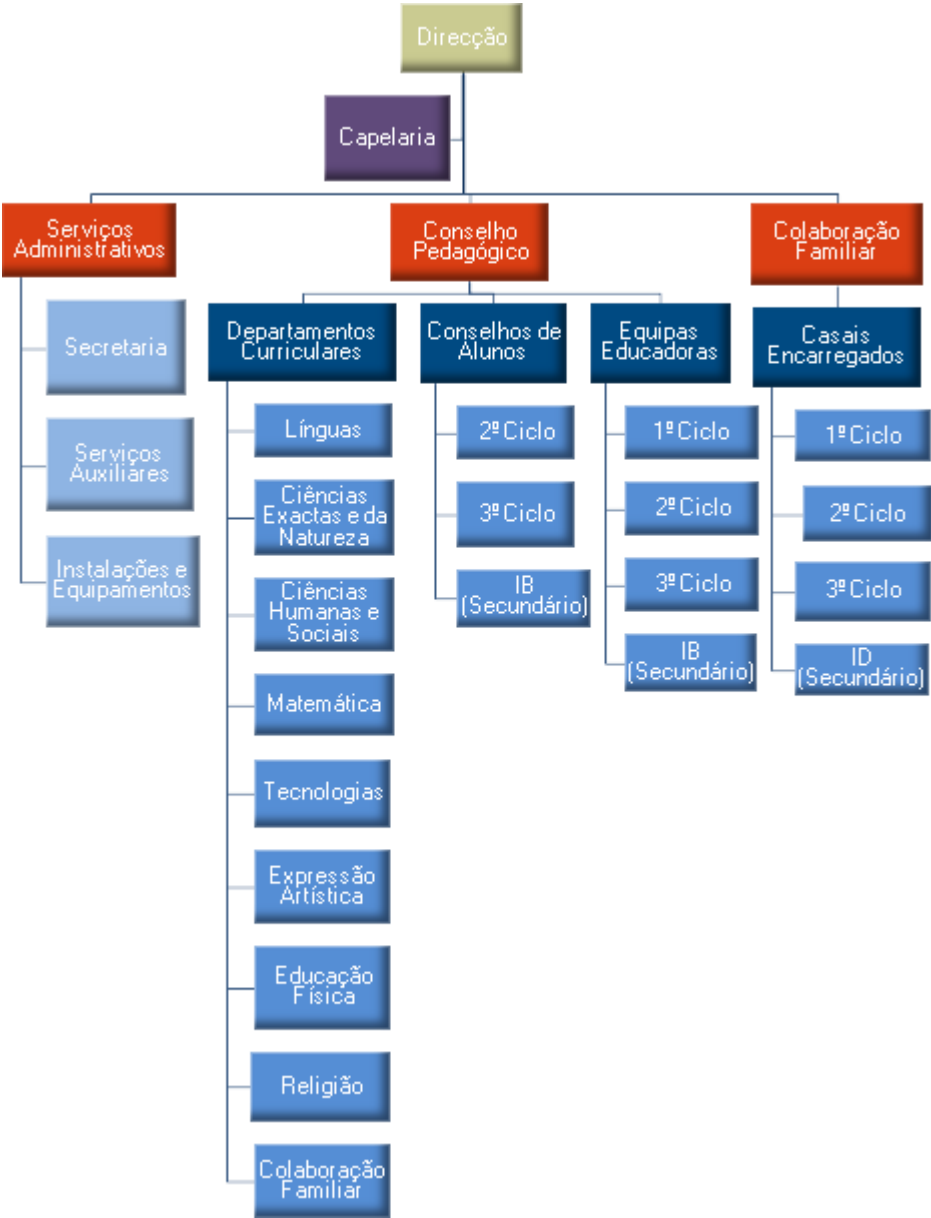 Direcção
Capelaria
Serviços
Administrativos
Conselho
Pedagógico
Colaboração
Familiar
Secretaria
Serviços
Auxiliares
Instalações e
Equipamentos
Departamentos
Curriculares
Línguas
Ciências
Exactas e da
Natureza
Ciências
Humanas e
Sociais
Matemática
Tecnologias
Expressão
Artística
Educação
Física
Religião
Colaboração
Familiar
Conselhos de
Alunos
2º Ciclo
3º Ciclo
IB
(Secundário)
Equipas
Educadoras
1º Ciclo
2º Ciclo
3º Ciclo
IB
(Secundário)
Casais
Encarregados
1º Ciclo
2º Ciclo
3º Ciclo
ID
(Secundário)